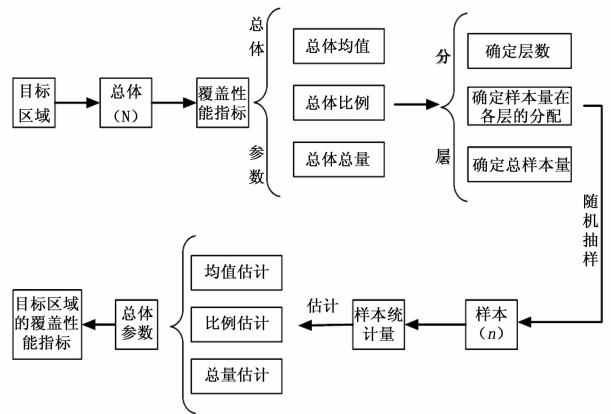 目标
区域
总体
（N）
覆盖性
能指标
总体
参数
总体均值
总体比例
总体总量
分
层
确定层数
确定样本量在
各层的分配
确定总样本量
随机抽样
样本
（n）
样本统
计量
估计
均值估计
比例估计
总量估计
总体
参数
目标区域
的覆盖性
能指标